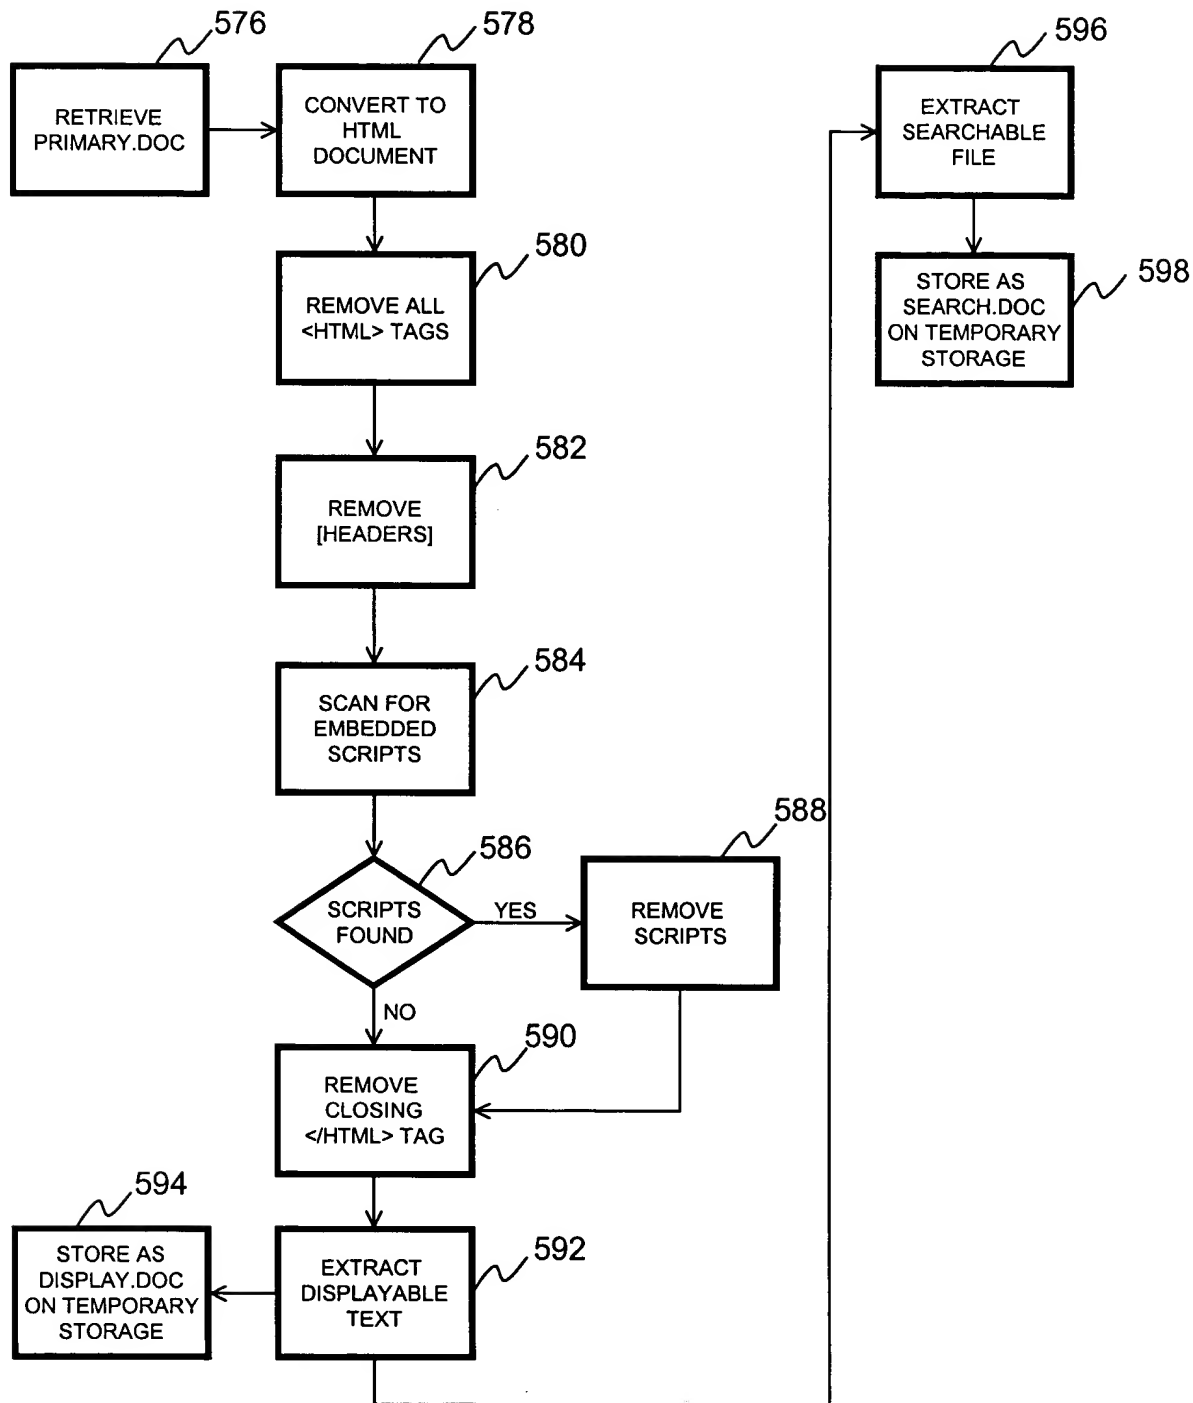 576
RETRIEVE
PRIMARY.DOC
578
CONVERT TO
HTML
DOCUMENT
580
REMOVE ALL
<HTML> TAGS
582
REMOVE
[HEADERS]
584
SCAN FOR
EMBEDDED
SCRIPTS
586
SCRIPTS
FOUND
YES
588
REMOVE
SCRIPTS
NO
590
REMOVE
CLOSING
</HTML> TAG
592
EXTRACT
DISPLAYABLE
TEXT
594
STORE AS
DISPLAY.DOC
ON TEMPORARY
STORAGE
596
EXTRACT
SEARCHABLE
FILE
598
STORE AS
SEARCH.DOC
ON TEMPORARY
STORAGE